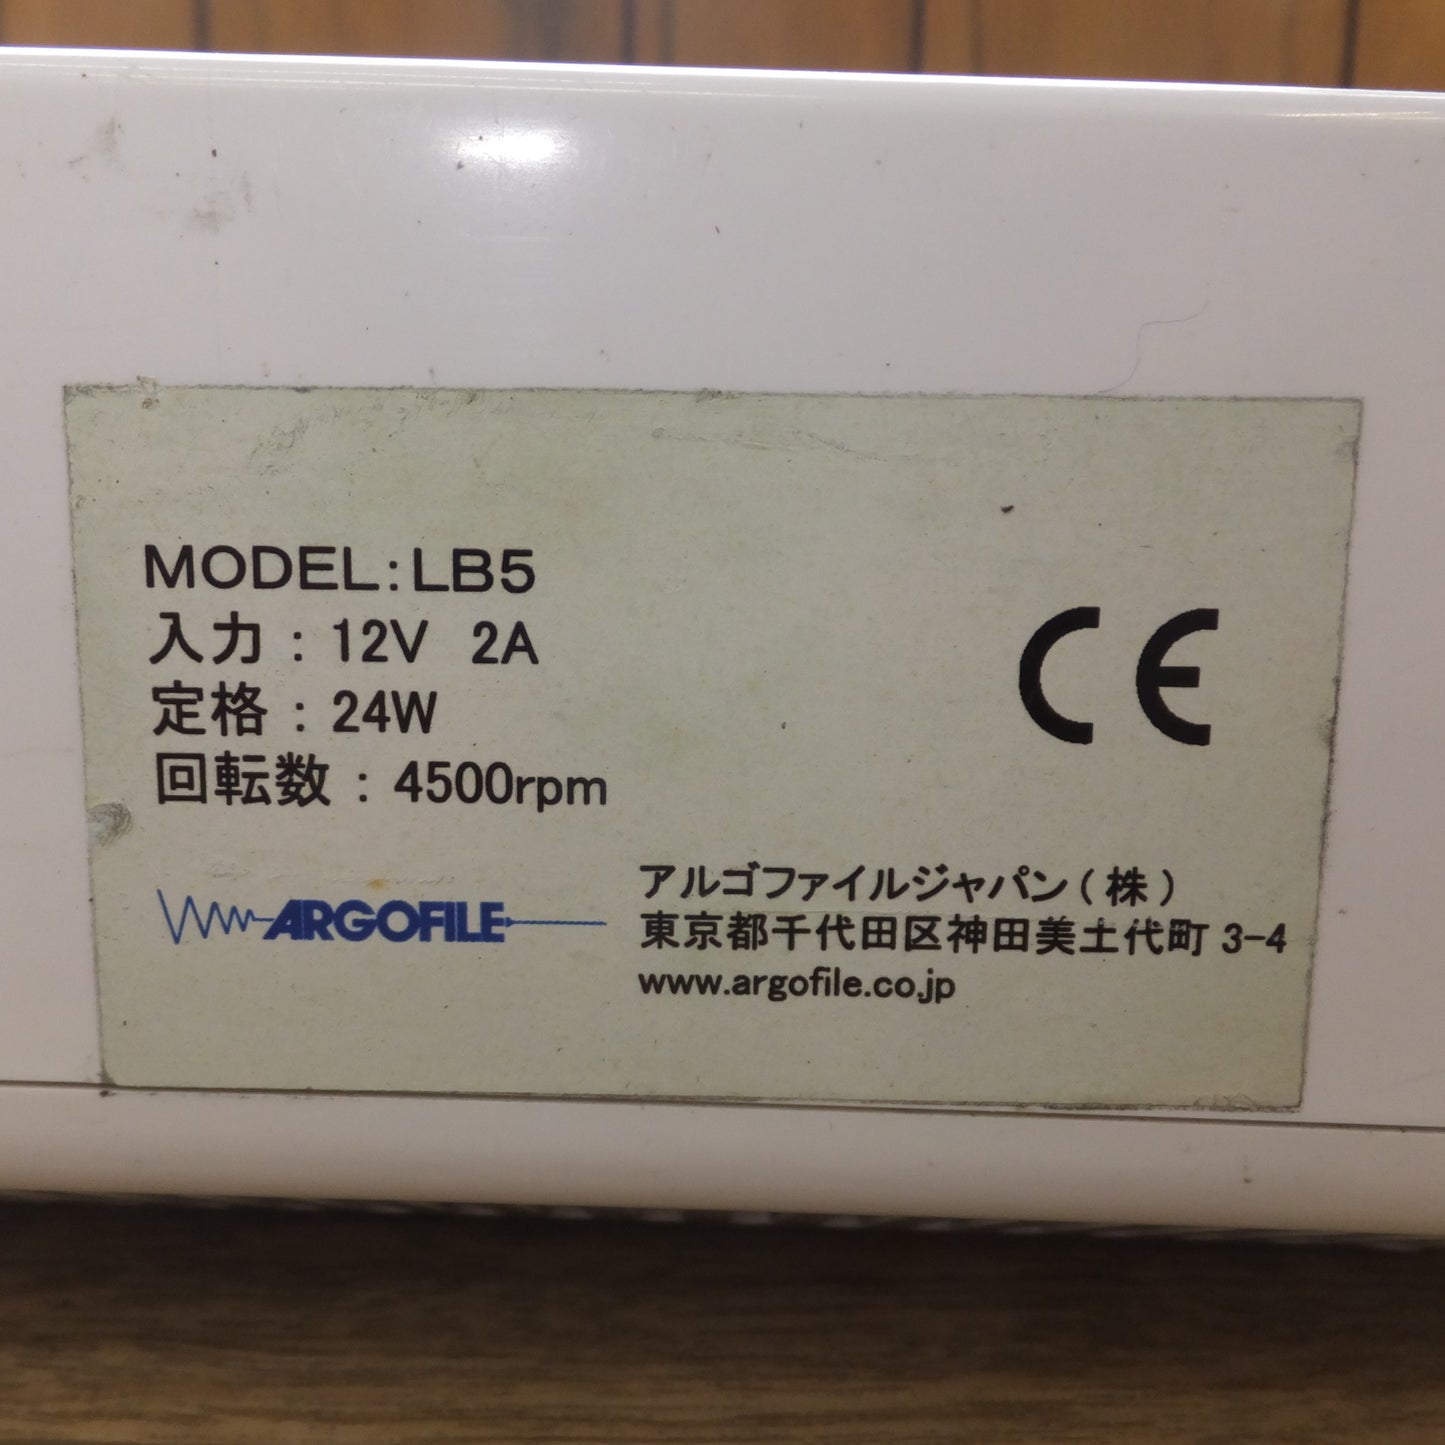 MODEL:LB5
入力：12V 2A
定格：24W
回転数：4500rpm
CE
ARGOFILE
アルゴファイルジャパン(株)
東京都千代田区神田美土代町 3-4
www.argofile.co.jp